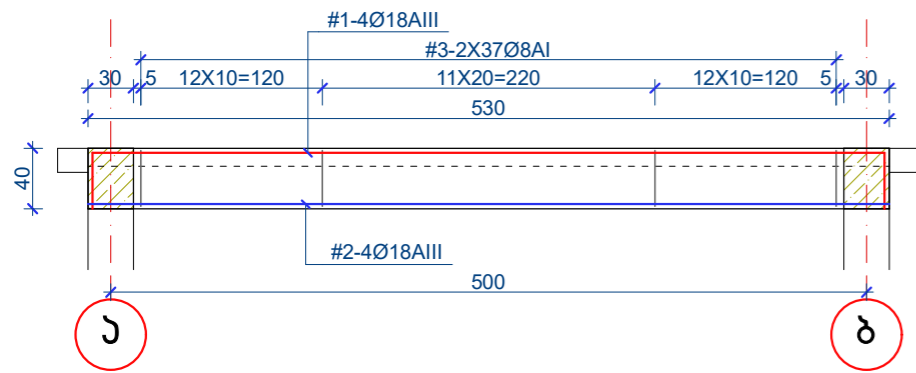 #1-4Ø18AIII
#3-2X37Ø8AI
30 5 12X10=120 11X20=220 12X10=120 5 30
530
40
#2-4Ø18AIII
500
ა ბ